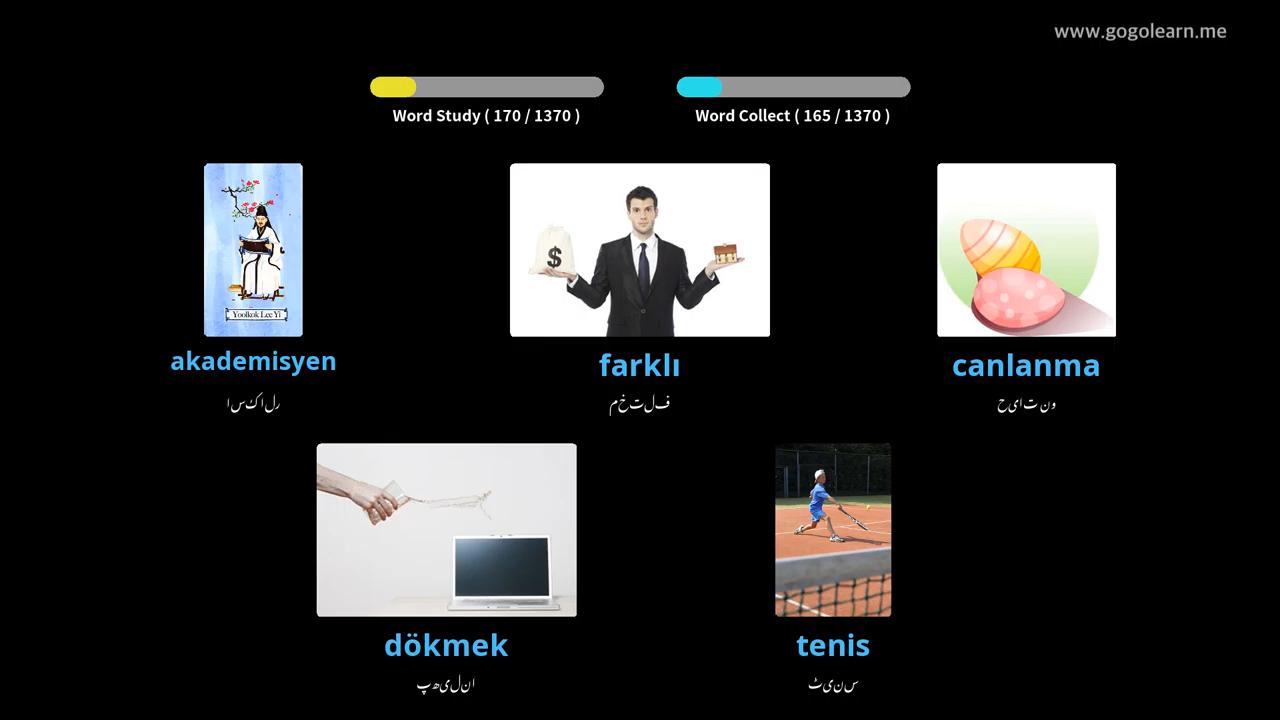 www.gogolearn.me
Word Study ( 170 / 1370 )
Word Collect ( 165 / 1370 )
Yoolkok Lee Yi
$
akademisyen
اسکالر
farklı
مختلف
canlanma
حیات نو
dökmek
پھیلنا
tenis
ٹینس